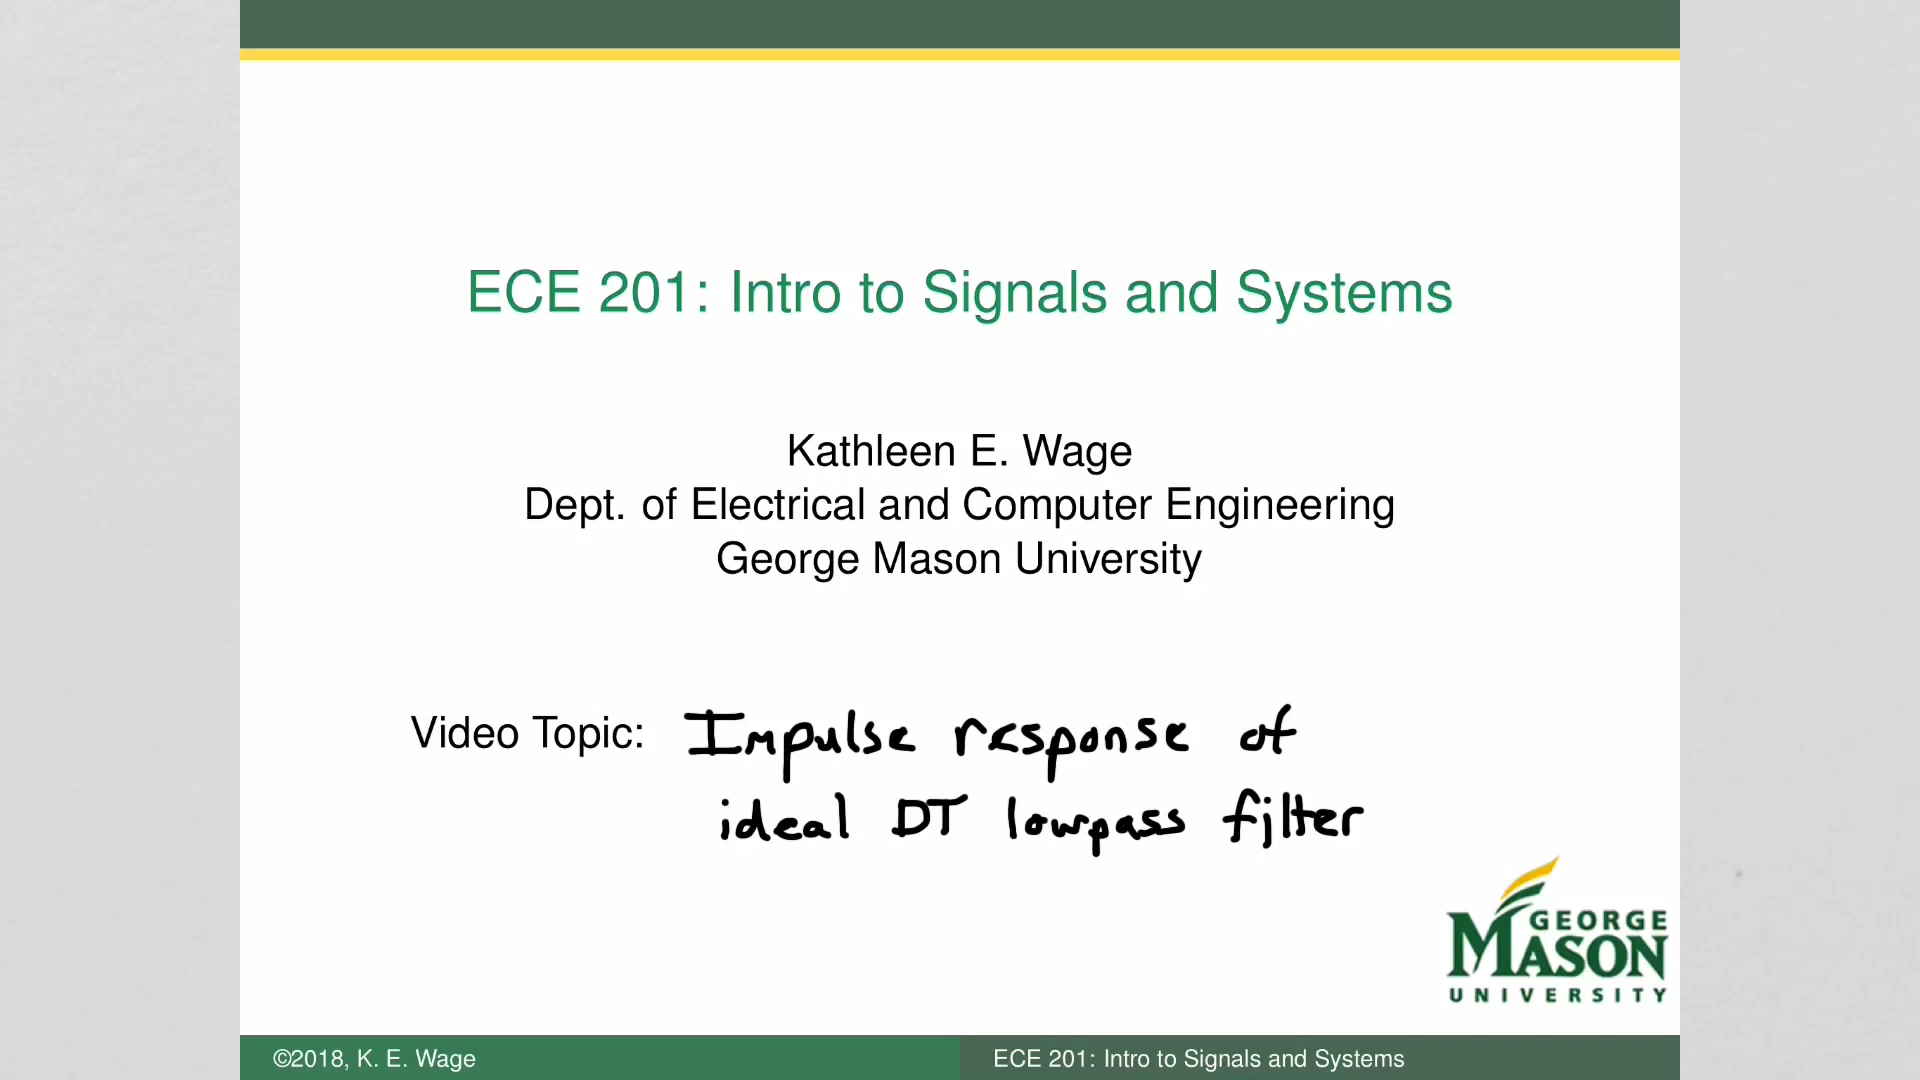 ECE 201: Intro to Signals and Systems
Kathleen E. Wage
Dept. of Electrical and Computer Engineering
George Mason University
Video Topic: Impulse response of
ideal DT lowpass filter
GEORGE
MASON
UNIVERSITY
©2018, K. E. Wage
ECE 201: Intro to Signals and Systems